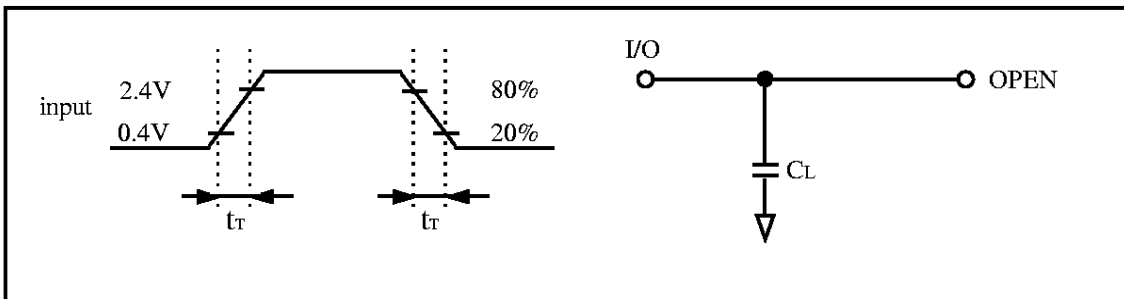 input
2.4V
0.4V
80%
20%
tT
tT
I/O
OPEN
CL